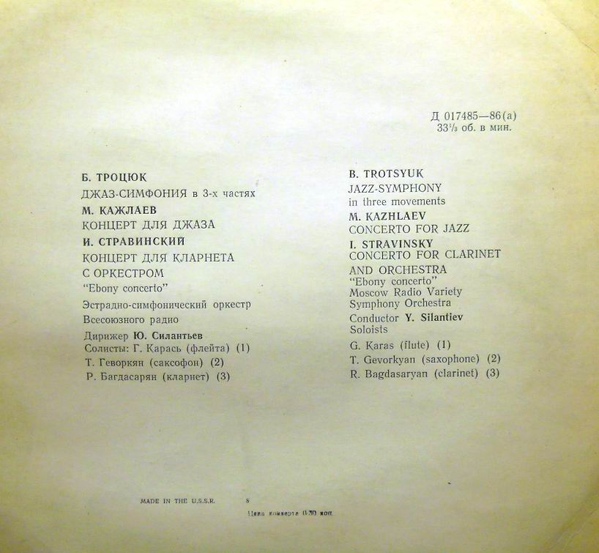 Д 017485—86(а)
33⅓ об. в мин.
Б. ТРОЦЮК
ДЖАЗ-СИМФОНИЯ в 3-х частях
М. КАЖЛАЕВ
КОНЦЕРТ ДЛЯ ДЖАЗА
И. СТРАВИНСКИЙ
КОНЦЕРТ ДЛЯ КЛАРНЕТА
С ОРКЕСТРОМ
“Ebony concerto”
Эстрадно-симфонический оркестр
Всесоюзного радио
Дирижер Ю. Силантьев
Солисты: Г. Карась (флейта) (1)
Т. Геворкян (саксофон) (2)
Р. Багдасарян (кларнет) (3)
B. TROTSYUK
JAZZ-SYMPHONY
in three movements
M. KAZHLAEV
CONCERTO FOR JAZZ
I. STRAVINSKY
CONCERTO FOR CLARINET
AND ORCHESTRA
“Ebony concerto”
Moscow Radio Variety
Symphony Orchestra
Conductor Y. Silantiev
Soloists
G. Karas (flute) (1)
T. Gevorkyan (saxophone) (2)
R. Bagdasaryan (clarinet) (3)
MADE IN THE U.S.S.R.
Цена конверта коп.